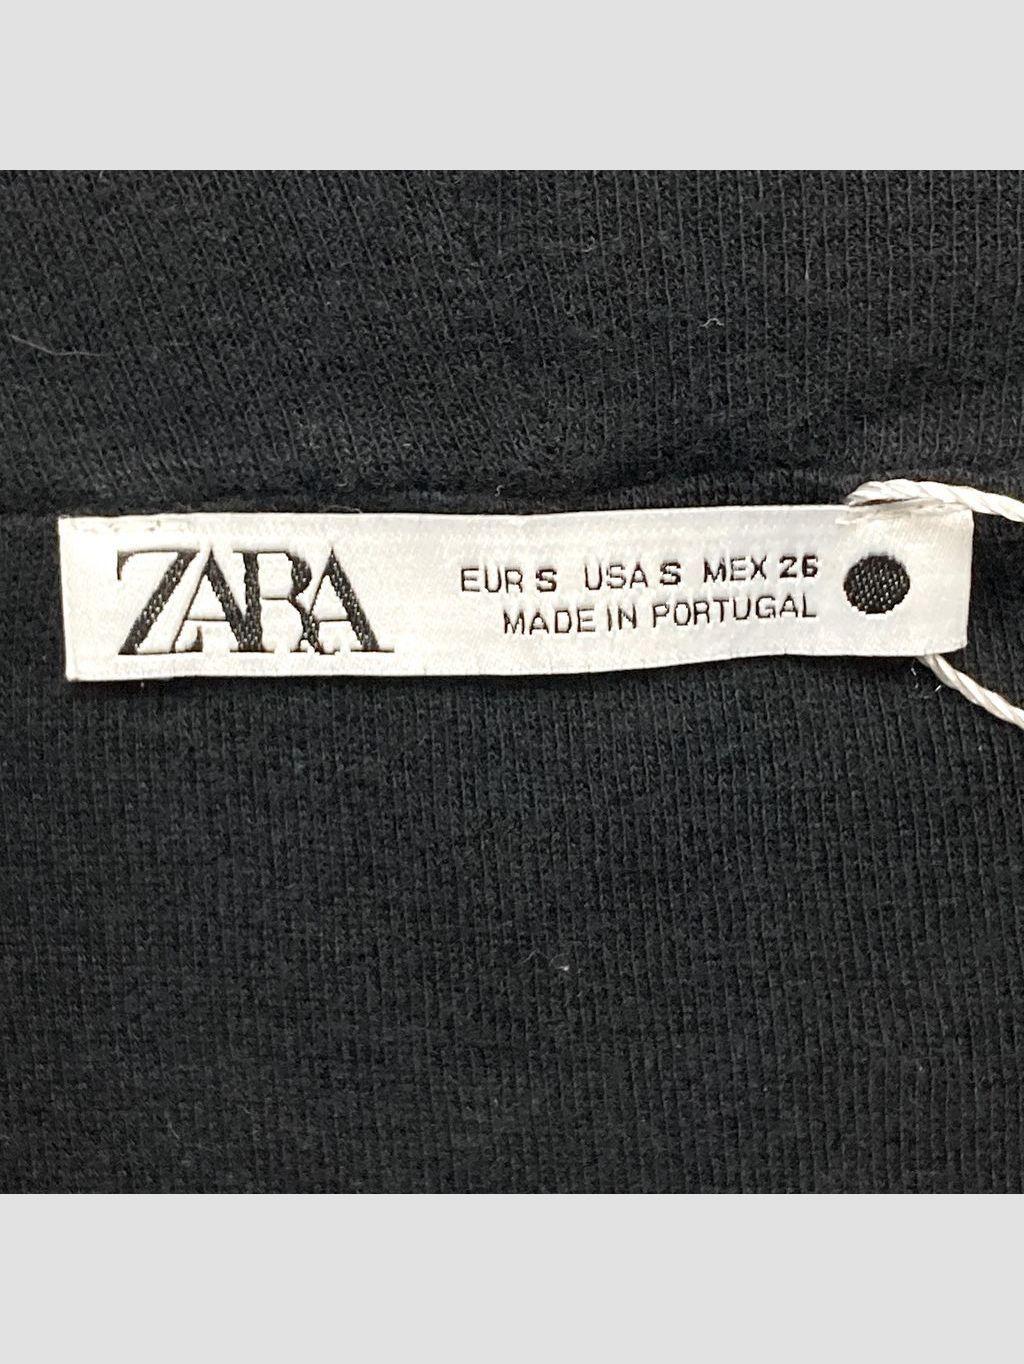 ZARA
EUR S USA S MEX 26
MADE IN PORTUGAL